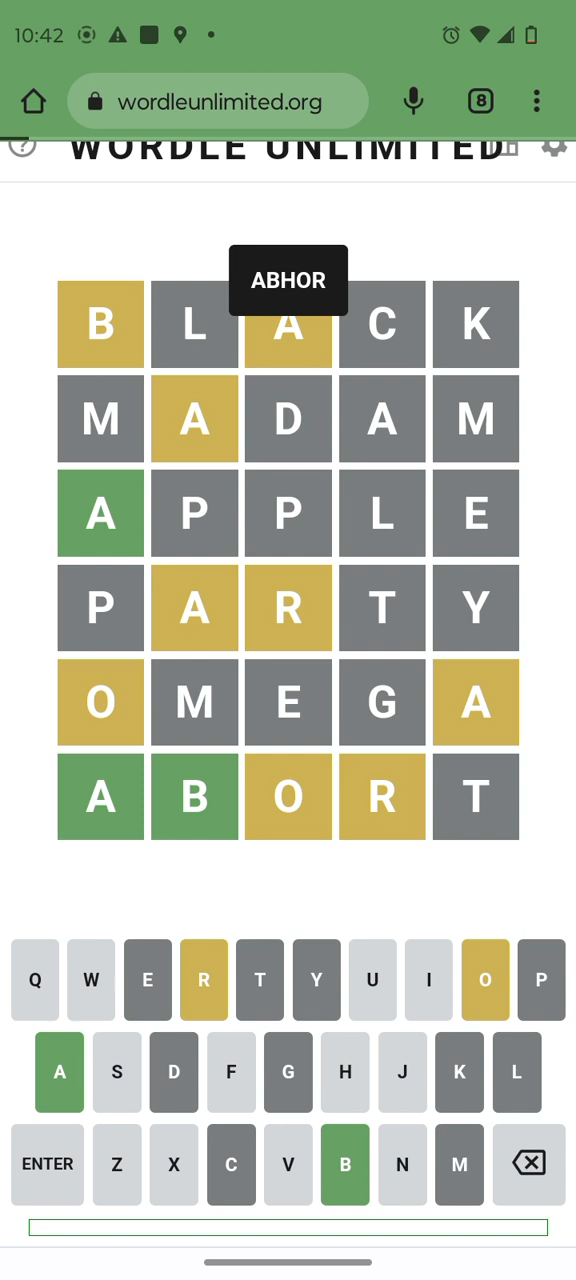 10:42
wordleunlimited.org
8
WORDLE UNLIMITED
ABHOR
B L A C K
M A D A M
A P P L E
P A R T Y
O M E G A
A B O R T
Q W E R T Y U I O P
A S D F G H J K L
ENTER Z X C V B N M